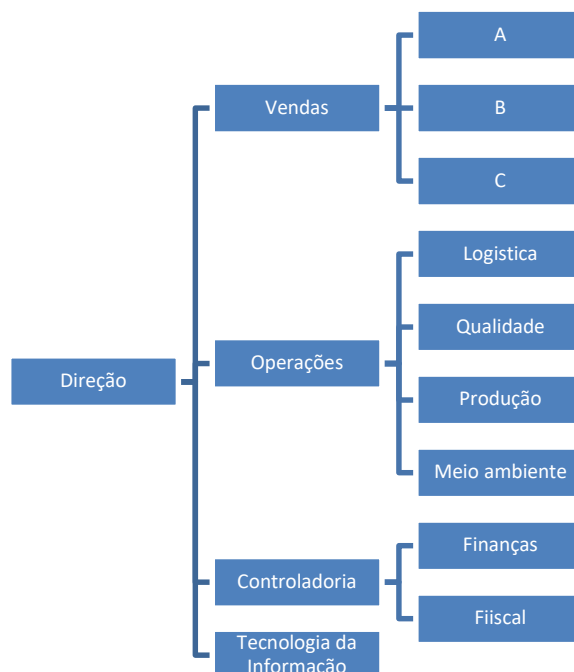 A
Vendas
B
C
Logistica
Qualidade
Operações
Direção
Produção
Meio ambiente
Finanças
Controladoria
Fiiscal
Tecnologia da
Informação